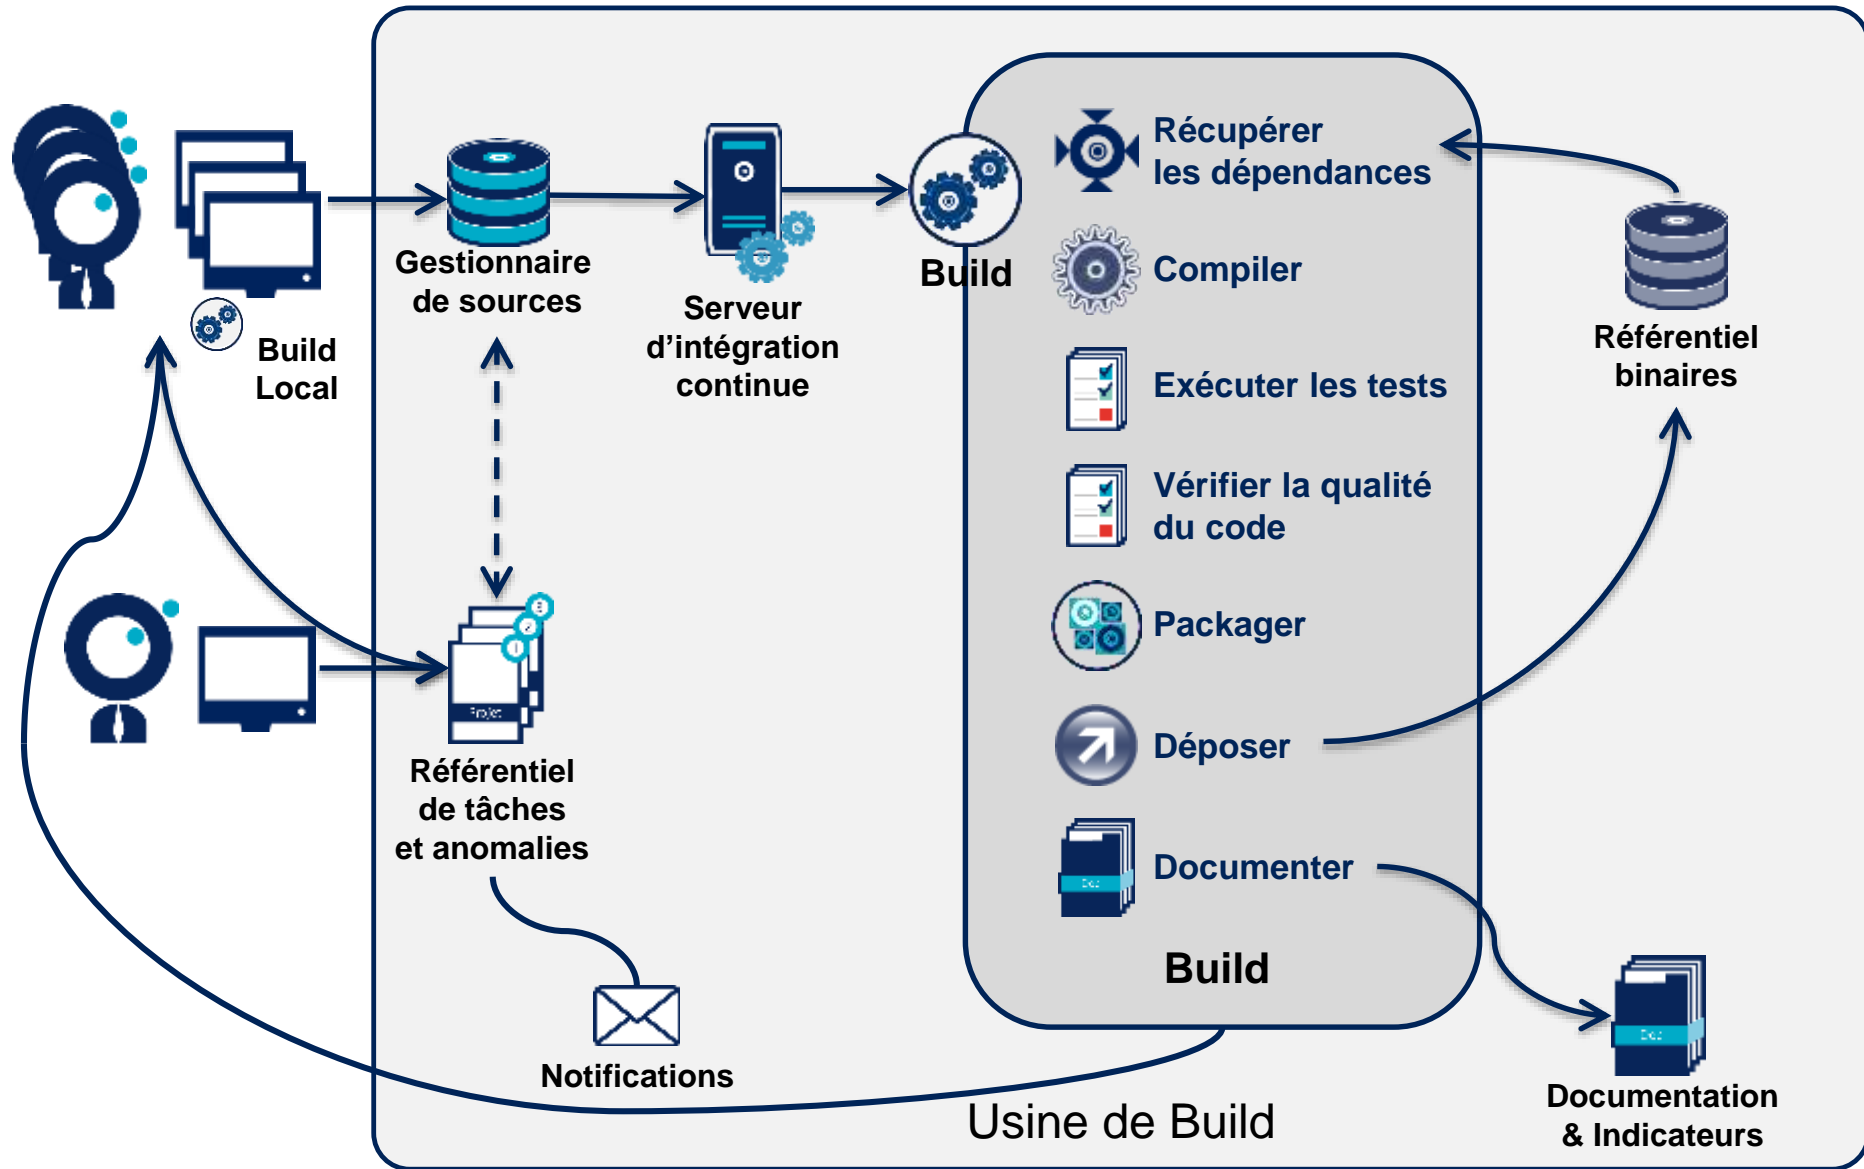 Build
Local
Gestionnaire
de sources
Serveur
d’intégration
continue
Build
Récupérer
les dépendances
Compiler
Exécuter les tests
Vérifier la qualité
du code
Packager
Déposer
Documenter
Build
Référentiel
binaires
Projet
Référentiel
de tâches
et anomalies
Notifications
Documentation
& Indicateurs
Usine de Build